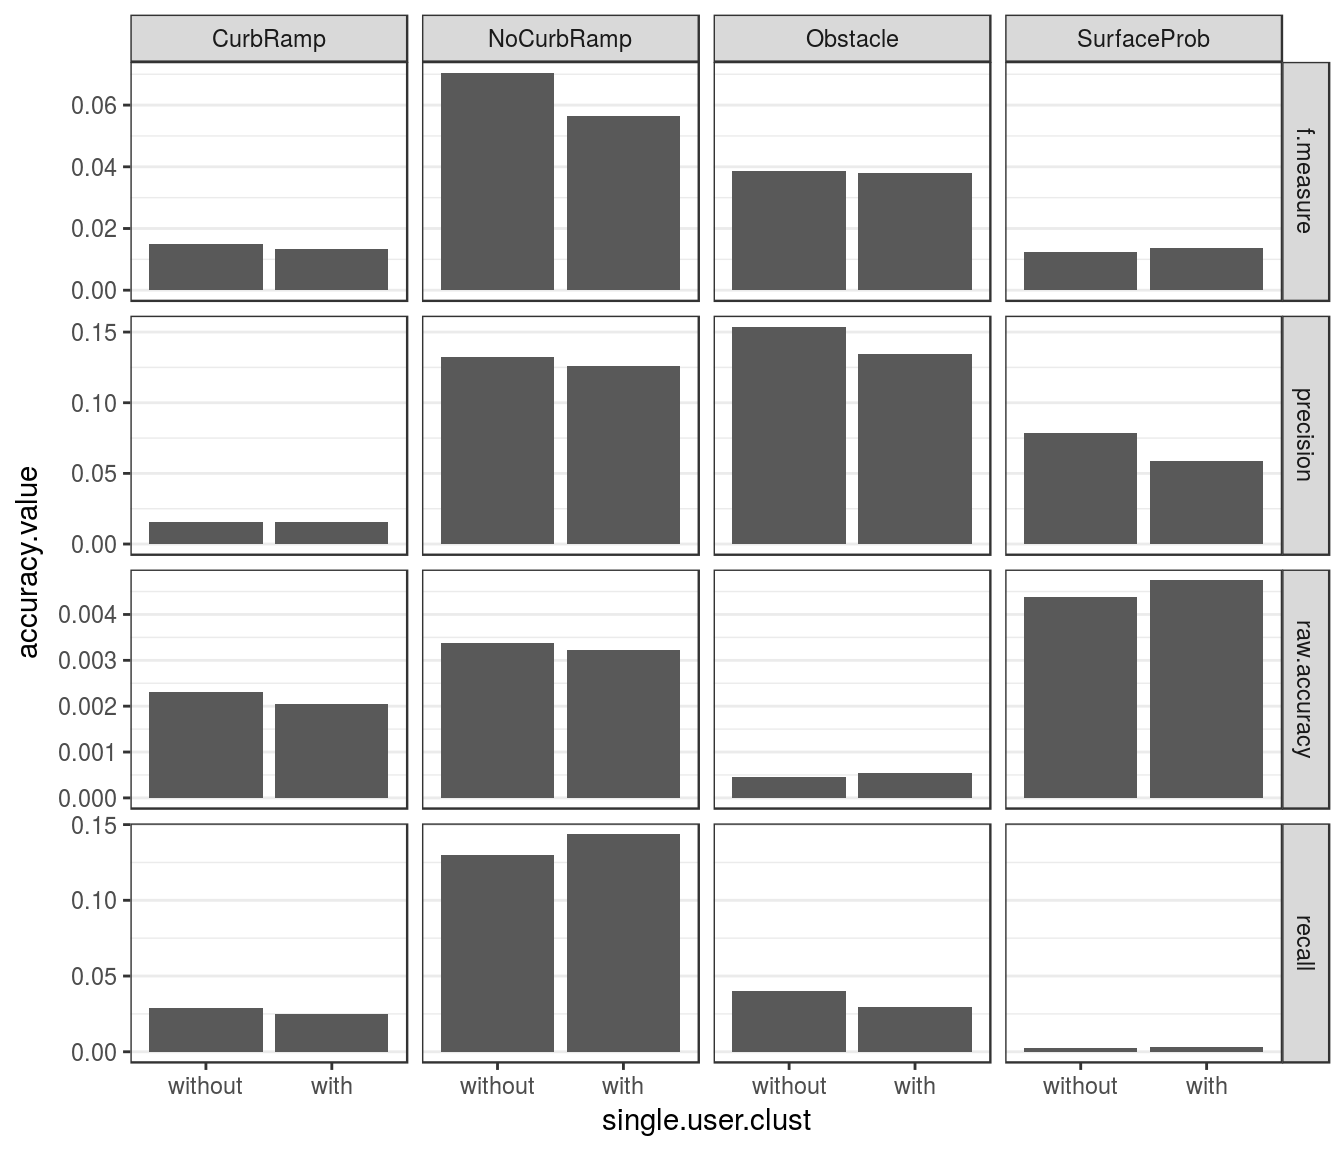 CurbRamp NoCurbRamp Obstacle SurfaceProb
0.06
0.04
0.02
0.00
f.measure
0.15
0.10
0.05
0.00
precision
0.004
0.003
0.002
0.001
0.000
raw.accuracy
0.15
0.10
0.05
0.00
recall
accuracy.value
without with without with without with without with
single.user.clust